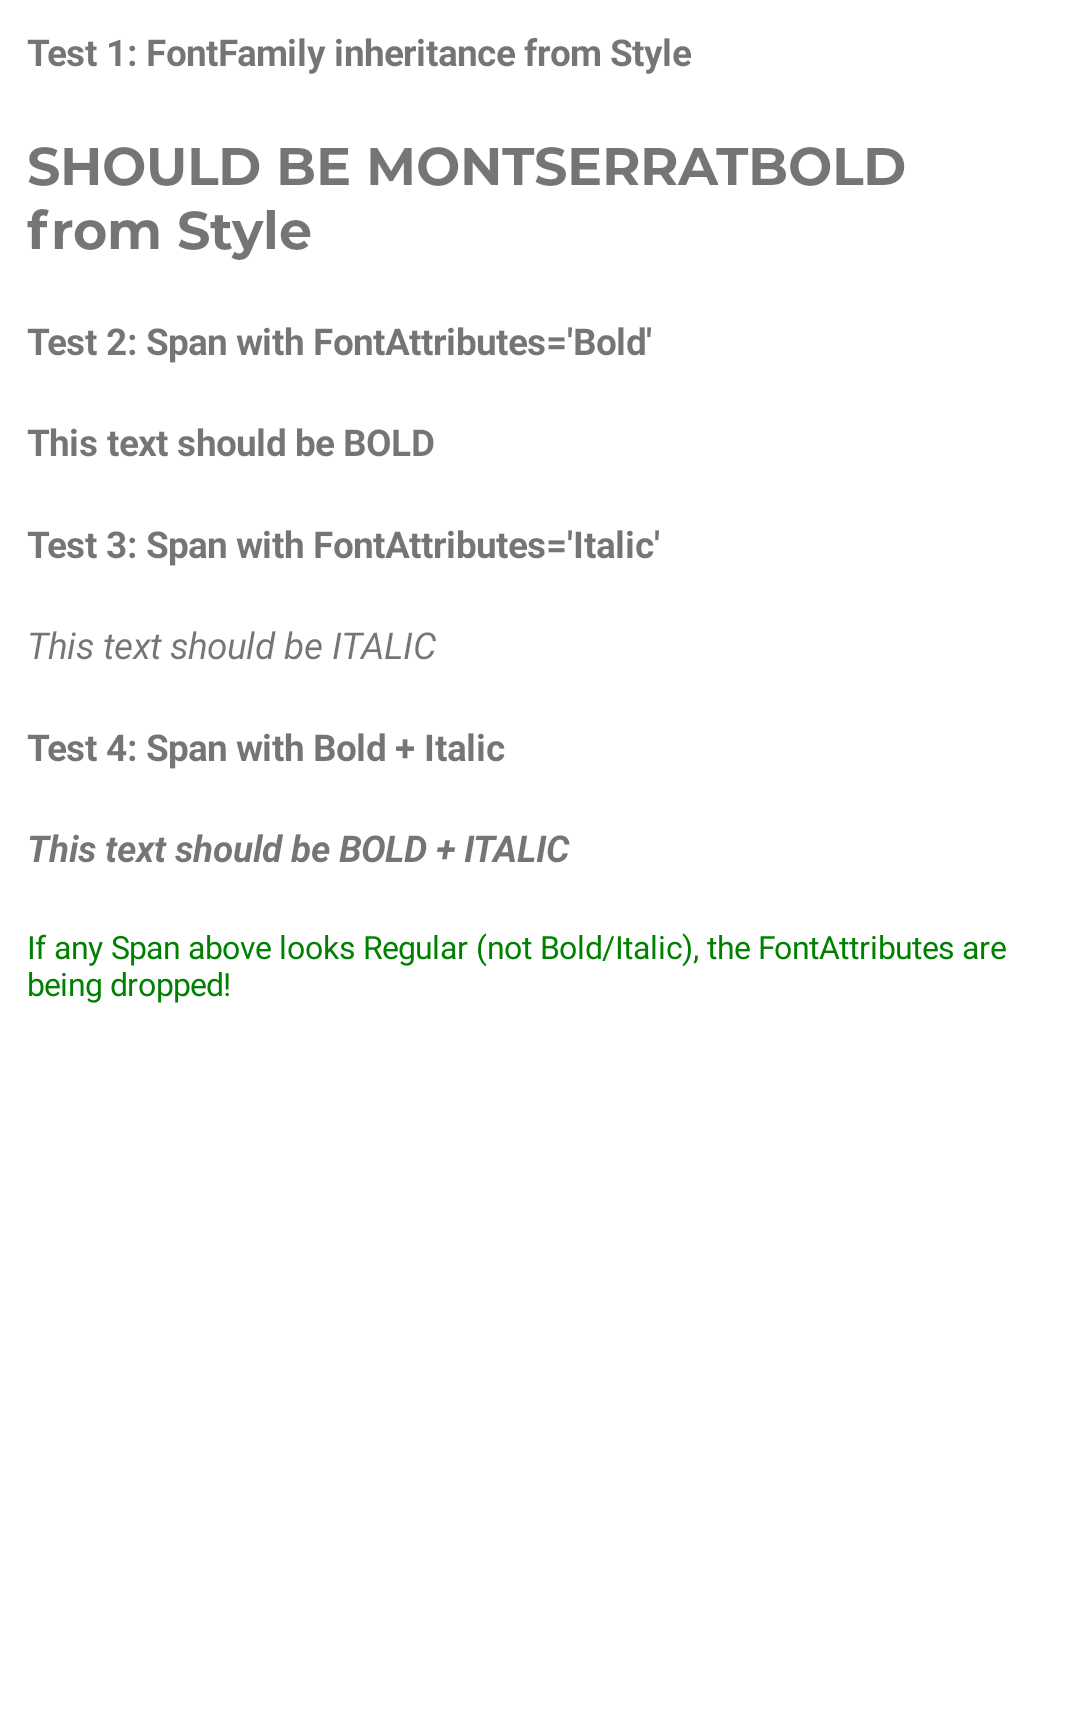 Test 1: FontFamily inheritance from Style
SHOULD BE MONTSERRATBOLD
from Style
Test 2: Span with FontAttributes='Bold'
This text should be BOLD
Test 3: Span with FontAttributes='Italic'
This text should be ITALIC
Test 4: Span with Bold + Italic
This text should be BOLD + ITALIC
If any Span above looks Regular (not Bold/Italic), the FontAttributes are
being dropped!